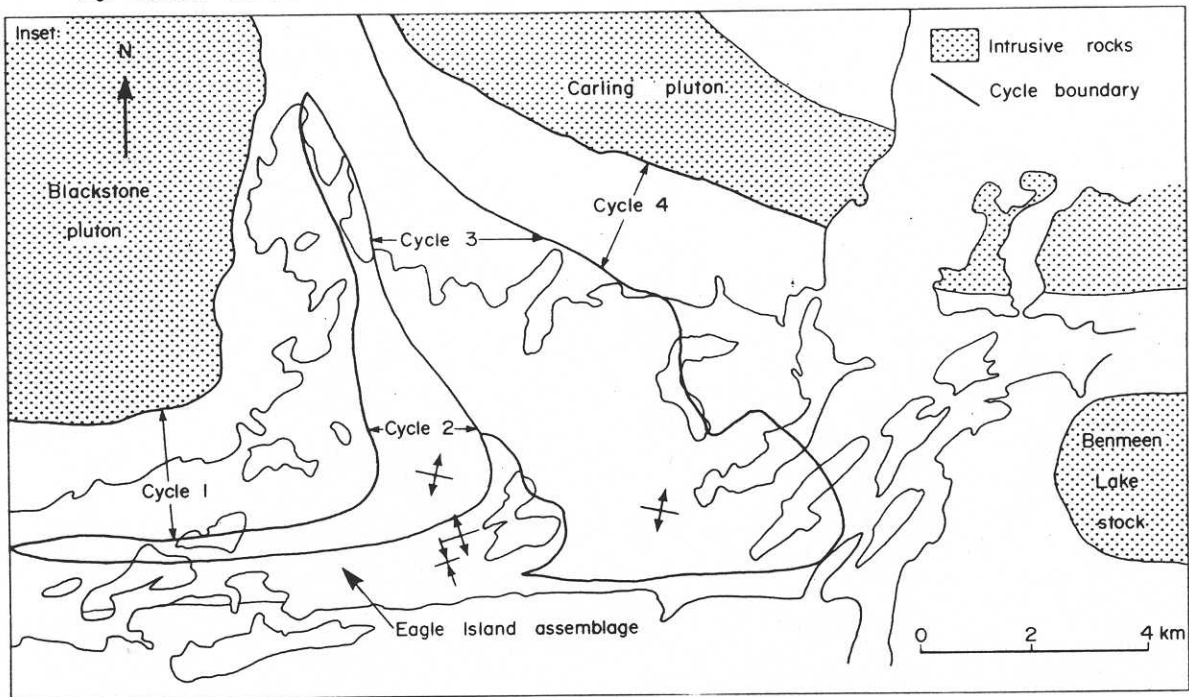 Inset:
N
Intrusive rocks
Cycle boundary
Carling pluton
Blackstone
pluton
Cycle 4
Cycle 3
Cycle 2
Benmeen
Lake
stock
Cycle 1
Eagle Island assemblage
0 2 4 km